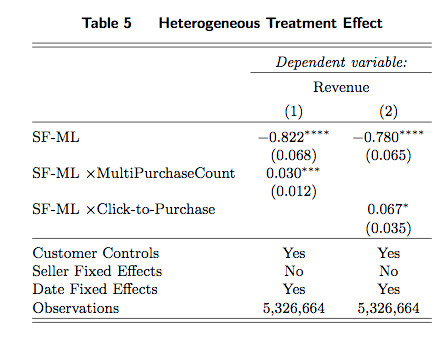 Table 5 Heterogeneous Treatment Effect
Dependent variable:
Revenue
(1) (2)
SF-ML −0.822**** −0.780****
(0.068) (0.065)
SF-ML ×MultiPurchaseCount 0.030***
(0.012)
SF-ML ×Click-to-Purchase 0.067*
(0.035)
Customer Controls Yes Yes
Seller Fixed Effects No No
Date Fixed Effects Yes Yes
Observations 5,326,664 5,326,664